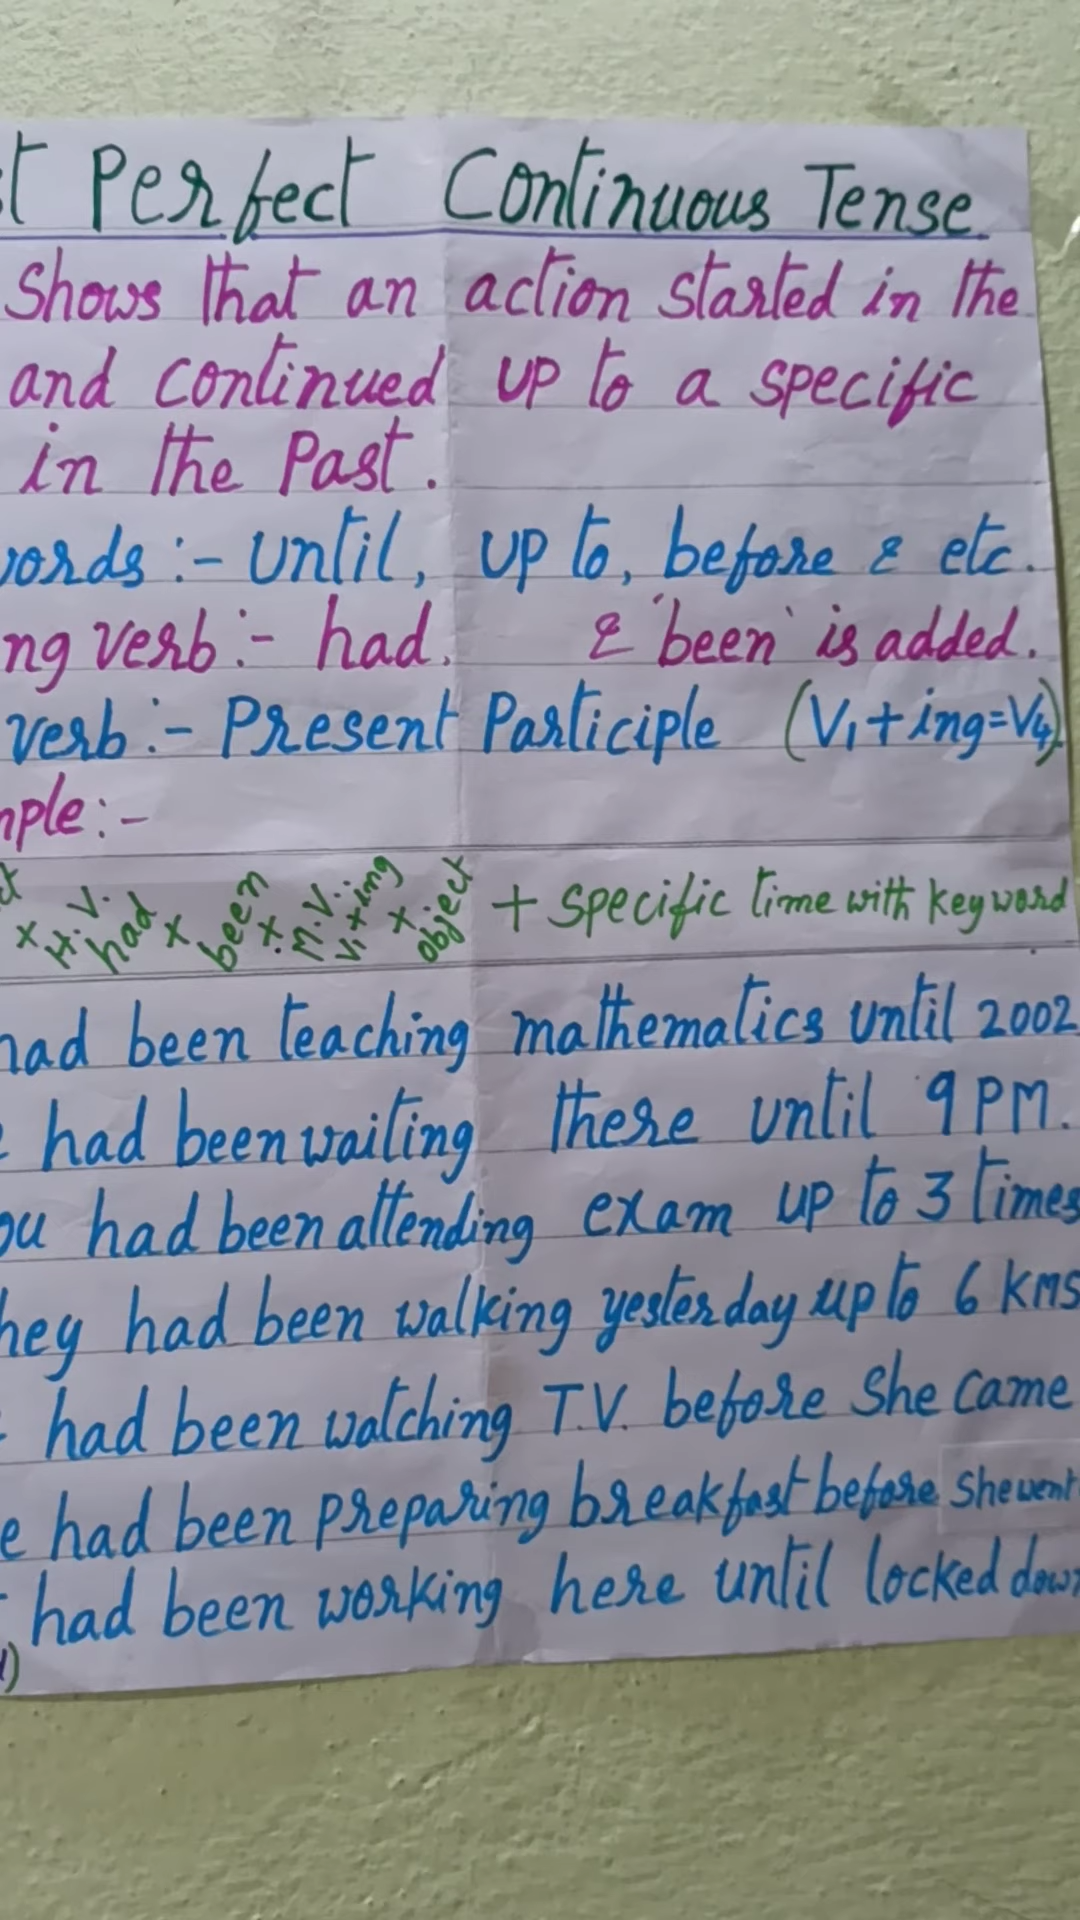 t Perfect Continuous Tense
Shows that an action started in the
and continued up to a specific
in the Past.
words :- until, up to, before & etc.
ng verb :- had. & 'been' is added.
verb :- Present Participle (V1+ing=V4)
mple:-
ct x H.V. had x been x M.V. V1 x ing x object + specific time with keyword
had been teaching mathematics until 2002
e had been waiting there until 9 PM.
ou had been attending exam up to 3 times
hey had been walking yesterday up to 6 kms
had been watching T.V. before She came
e had been preparing breakfast before she went
had been working here until locked down